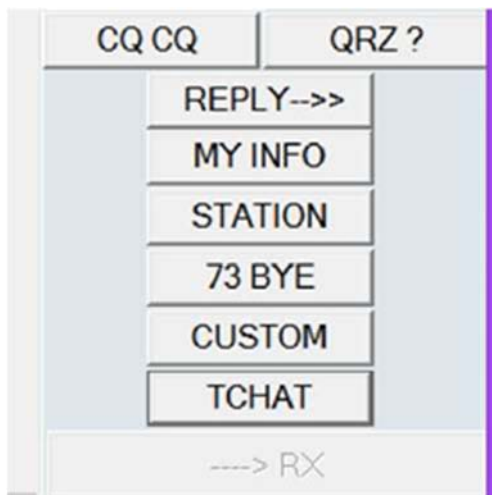 CQ CQ QRZ ?
REPLY-->>
MY INFO
STATION
73 BYE
CUSTOM
TCHAT
----> RX